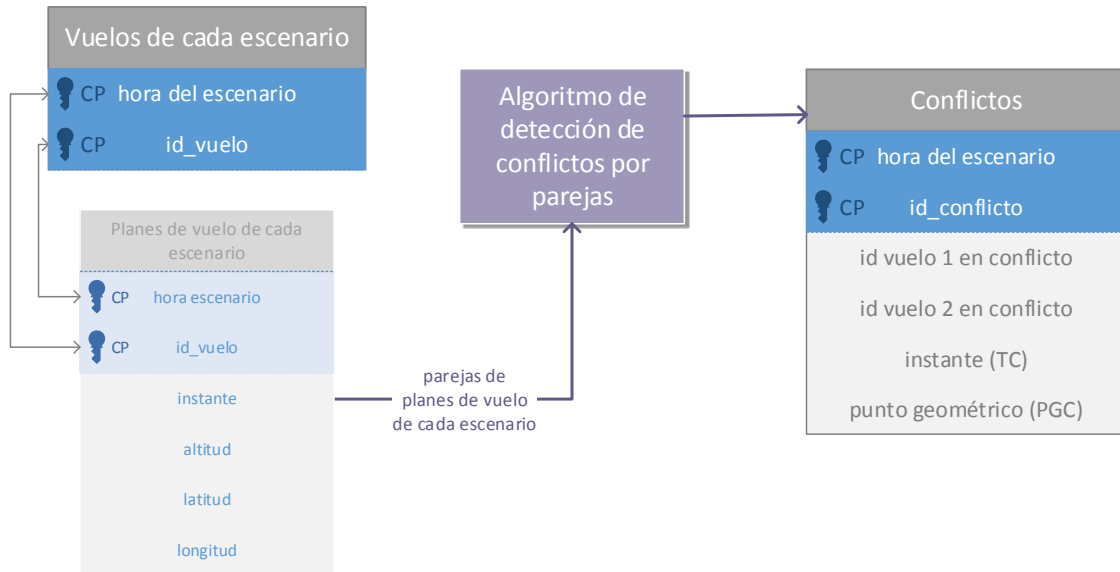 Vuelos de cada escenario
CP hora del escenario
CP id_vuelo
Planes de vuelo de cada
escenario
CP hora escenario
CP id_vuelo
instante
altitud
latitud
longitud
parejas de
planes de vuelo
de cada escenario
Algoritmo de
detección de
conflictos por
parejas
Conflictos
CP hora del escenario
CP id_conflicto
id vuelo 1 en conflicto
id vuelo 2 en conflicto
instante (TC)
punto geométrico (PGC)